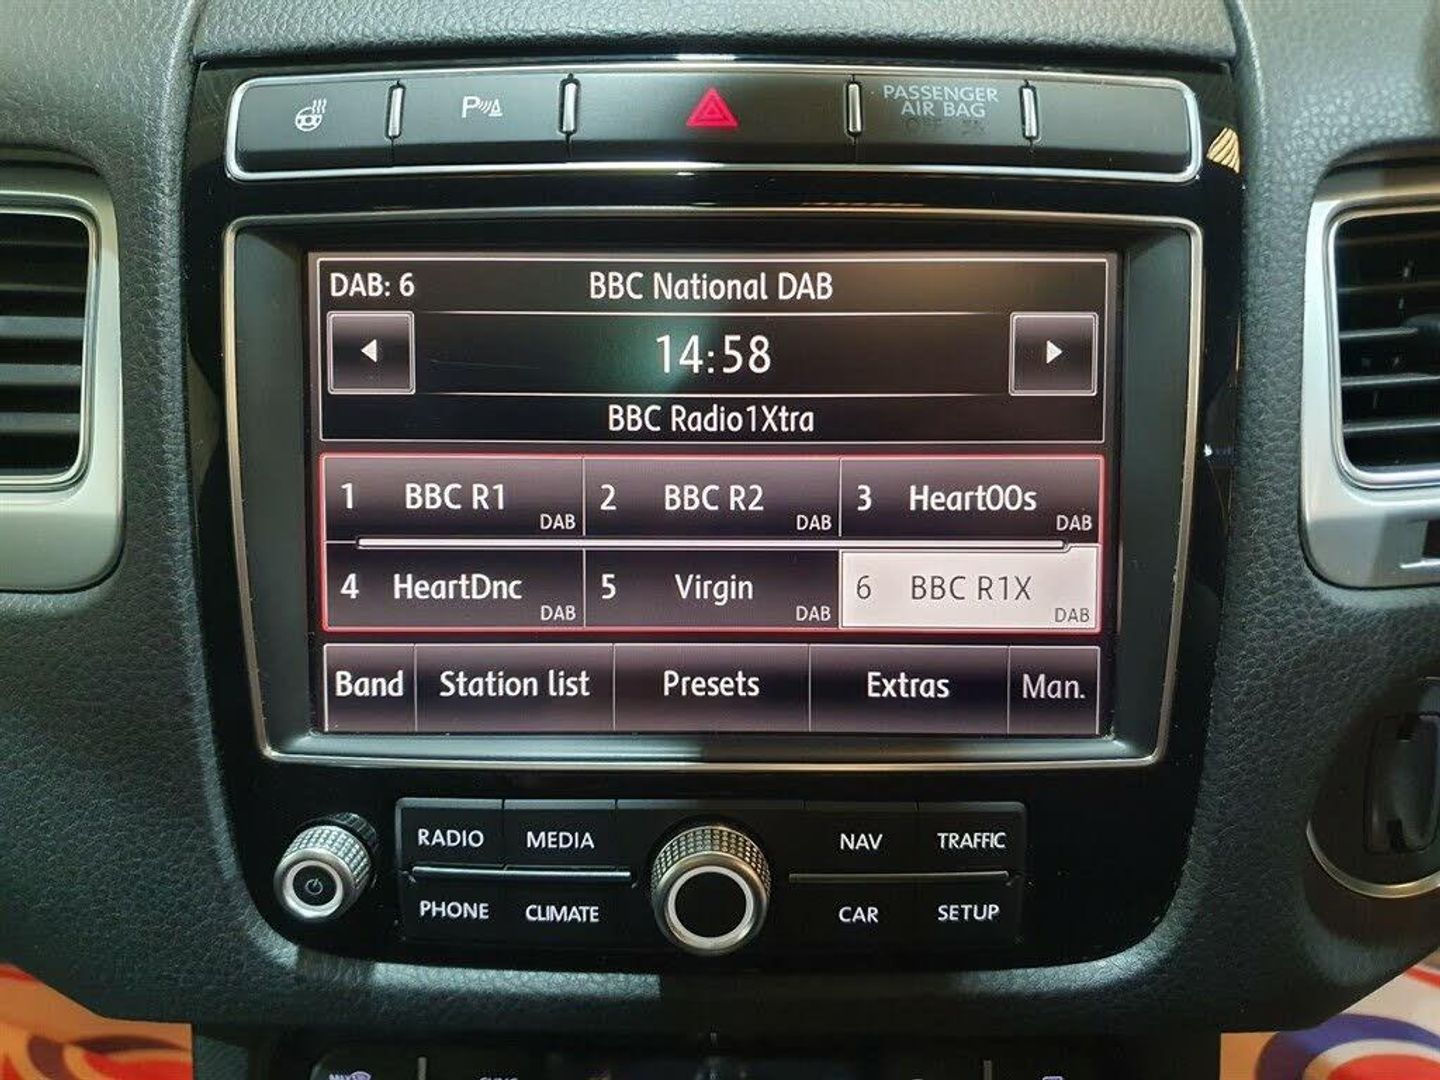 P
PASSENGER
AIR BAG
DAB: 6 BBC National DAB
14:58
BBC Radio1Xtra
1 BBC R1 DAB 2 BBC R2 DAB 3 Heart00s DAB
4 HeartDnc DAB 5 Virgin DAB 6 BBC R1X DAB
Band Station list Presets Extras Man.
RADIO MEDIA NAV TRAFFIC
PHONE CLIMATE CAR SETUP